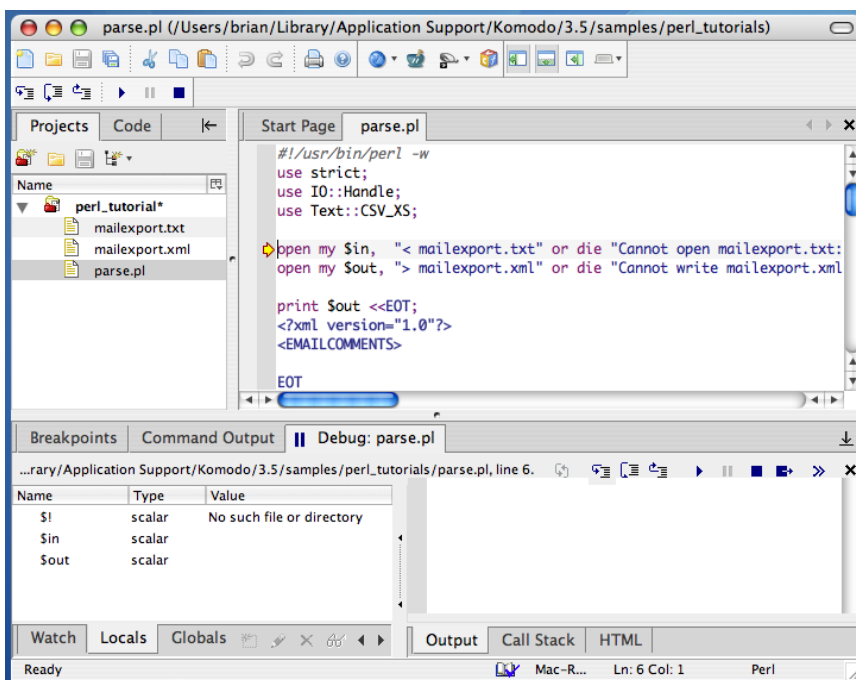 parse.pl (/Users/brian/Library/Application Support/Komodo/3.5/samples/perl_tutorials)
Projects Code
Start Page parse.pl
Name
perl_tutorial*
mailexport.txt
mailexport.xml
parse.pl
#!/usr/bin/perl -w
use strict;
use IO::Handle;
use Text::CSV_XS;
open my $in, "< mailexport.txt" or die "Cannot open mailexport.txt:
open my $out, "> mailexport.xml" or die "Cannot write mailexport.xml
print $out <<EOT;
<?xml version="1.0"?>
<EMAILCOMMENTS>
EOT
Breakpoints Command Output Debug: parse.pl
...rary/Application Support/Komodo/3.5/samples/perl_tutorials/parse.pl, line 6.
Name Type Value
$! scalar No such file or directory
$in scalar
$out scalar
Watch Locals Globals
Output Call Stack HTML
Ready Mac-R... Ln: 6 Col: 1 Perl